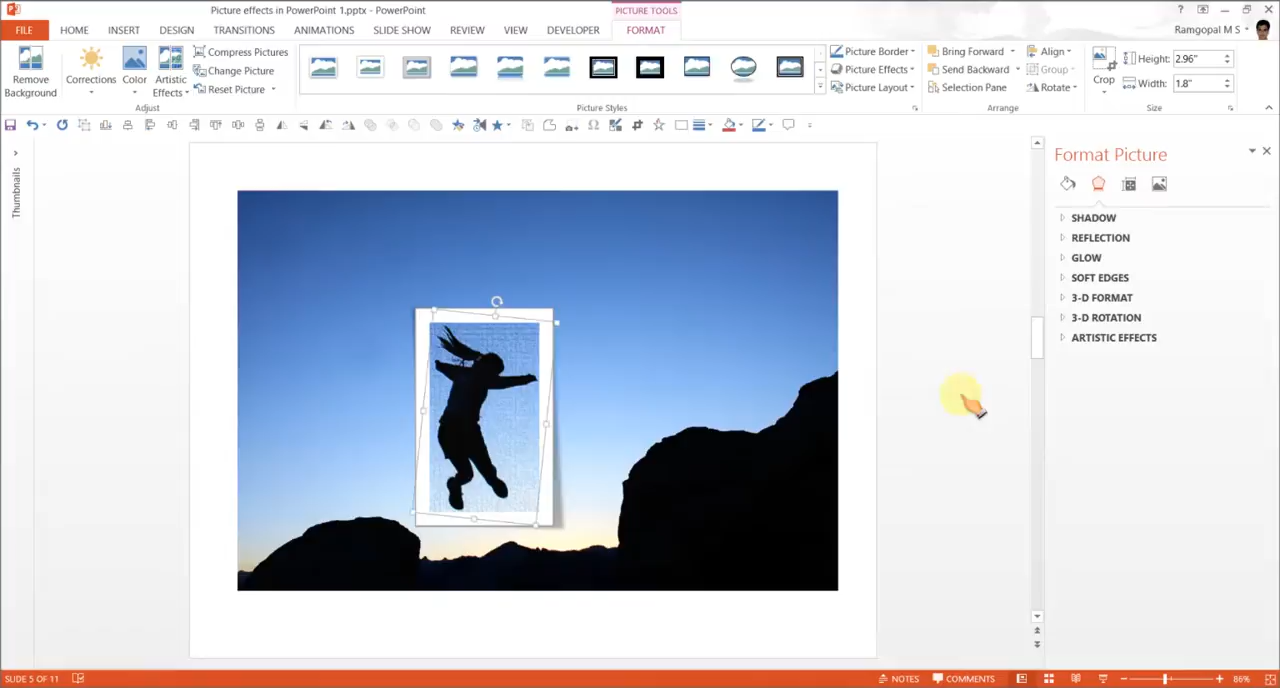 Picture effects in PowerPoint 1.pptx - PowerPoint
PICTURE TOOLS
?
FILE HOME INSERT DESIGN TRANSITIONS ANIMATIONS SLIDE SHOW REVIEW VIEW DEVELOPER FORMAT
Ramgopal M S
Remove Background
Corrections
Color
Artistic Effects
Compress Pictures
Change Picture
Reset Picture
Adjust
Picture Styles
Picture Border
Picture Effects
Picture Layout
Bring Forward
Send Backward
Selection Pane
Align
Group
Rotate
Arrange
Crop
Height: 2.96"
Width: 1.8"
Size
Thumbnails
Format Picture
SHADOW
REFLECTION
GLOW
SOFT EDGES
3-D FORMAT
3-D ROTATION
ARTISTIC EFFECTS
SLIDE 5 OF 11
NOTES
COMMENTS
86%